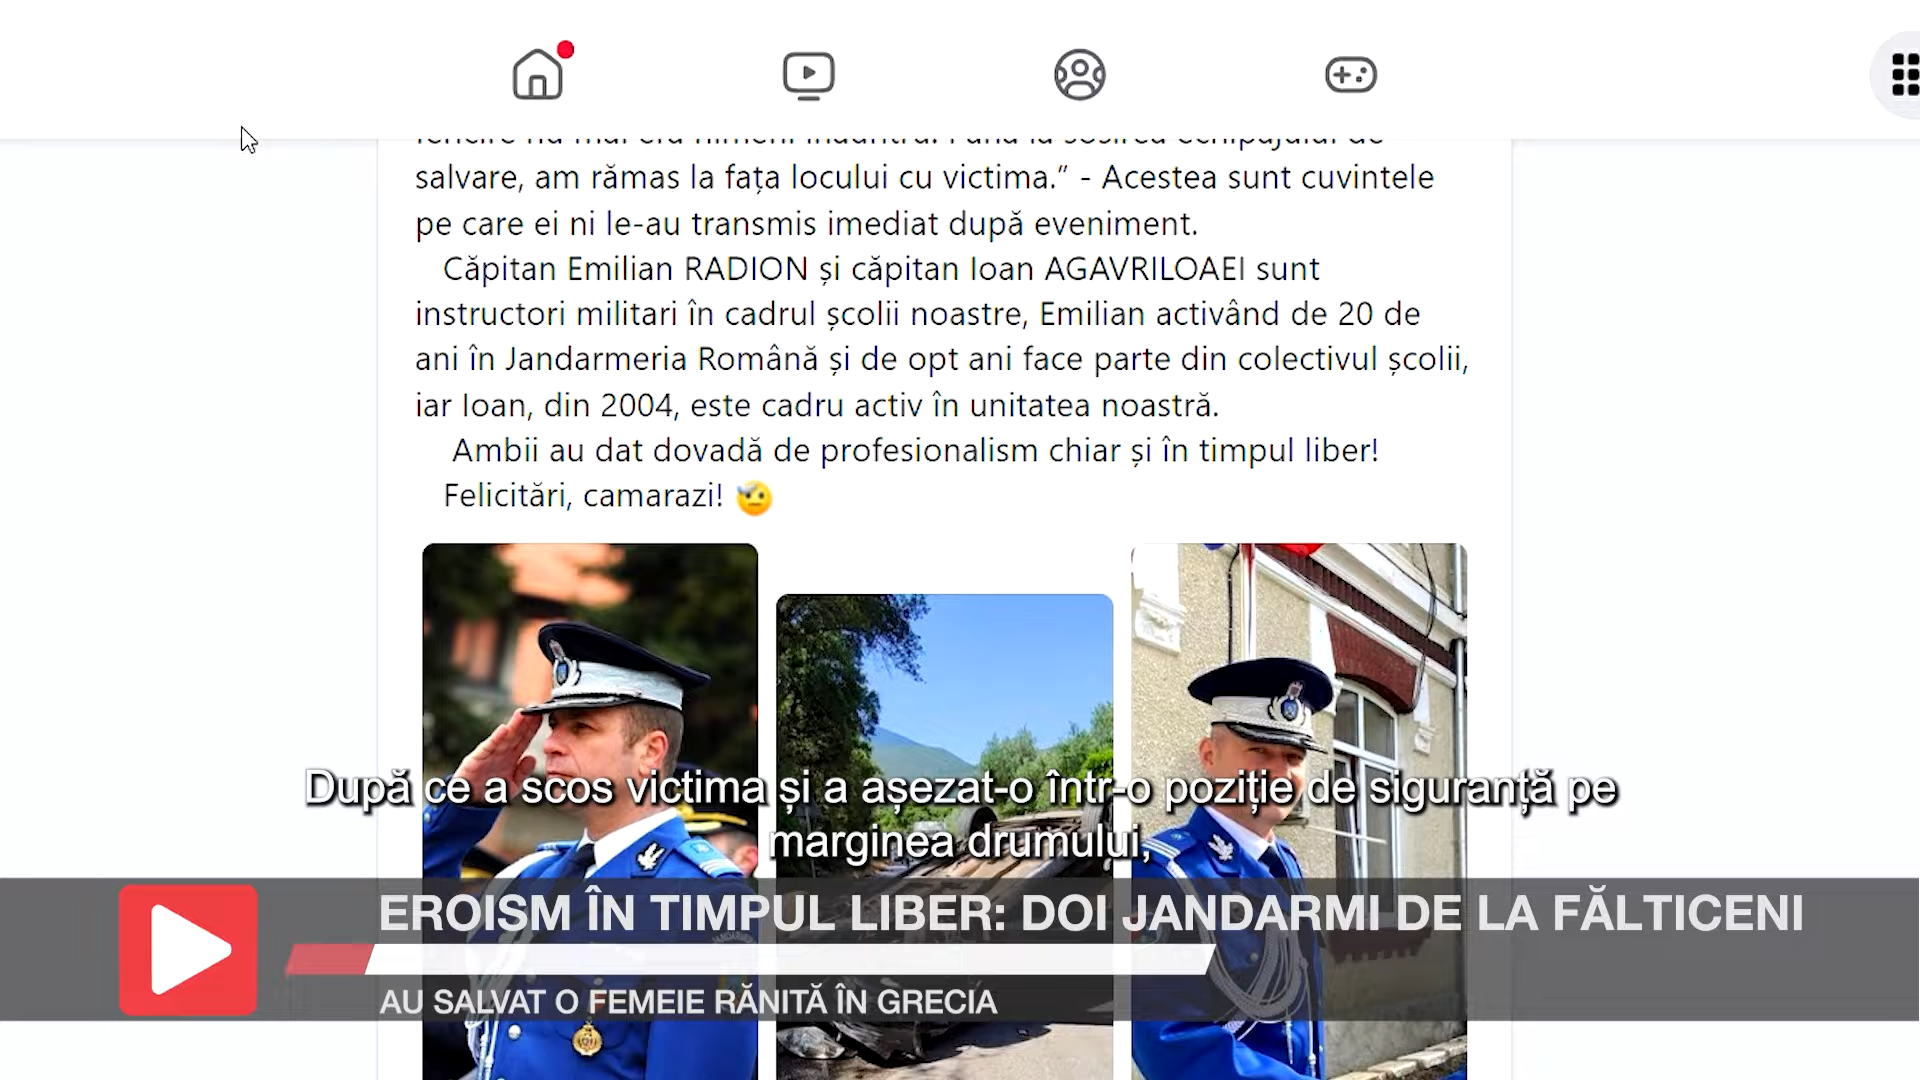 salvare, am rămas la fața locului cu victima.” - Acestea sunt cuvintele
pe care ei ni le-au transmis imediat după eveniment.
Căpitan Emilian RADION și căpitan Ioan AGAVRILOAEI sunt
instructori militari în cadrul școlii noastre, Emilian activând de 20 de
ani în Jandarmeria Română și de opt ani face parte din colectivul școlii,
iar Ioan, din 2004, este cadru activ în unitatea noastră.
Ambii au dat dovadă de profesionalism chiar și în timpul liber!
Felicitări, camarazi!
După ce a scos victima și a așezat-o într-o poziție de siguranță pe
marginea drumului,
EROISM ÎN TIMPUL LIBER: DOI JANDARMI DE LA FĂLTICENI
AU SALVAT O FEMEIE RĂNITĂ ÎN GRECIA